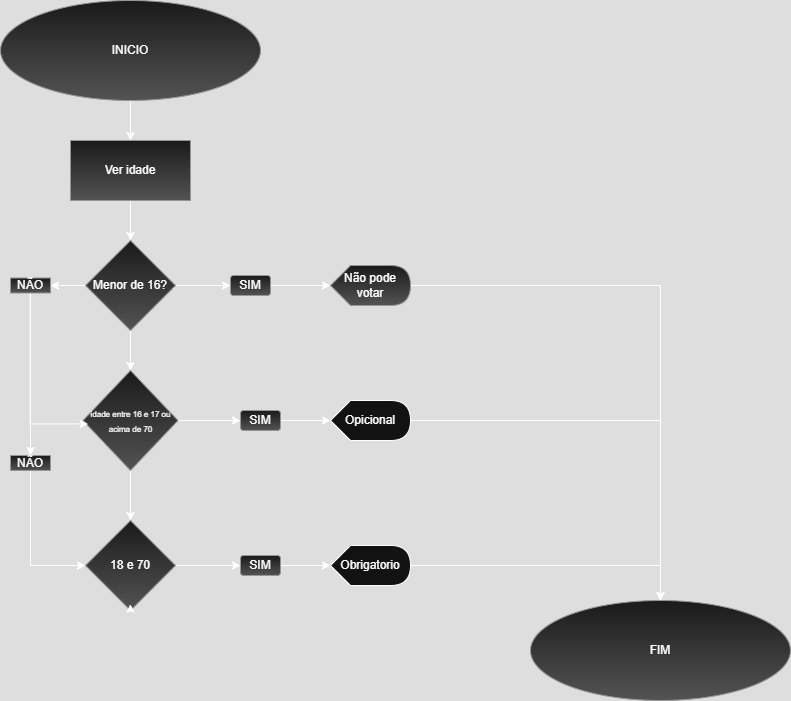 INICIO
Ver idade
NÃO
Menor de 16?
SIM
Não pode
votar
idade entre 16 e 17 ou
acima de 70
SIM
Opicional
NÃO
18 e 70
SIM
Obrigatorio
FIM